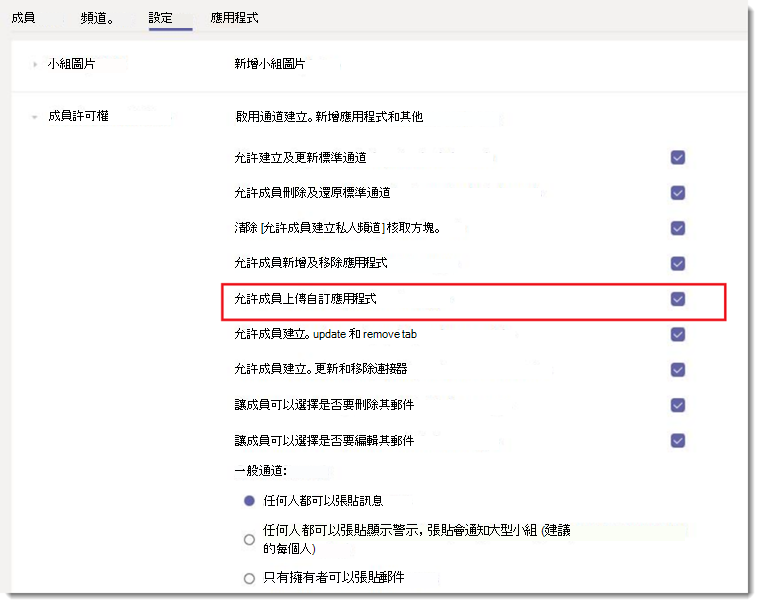 成員 頻道。 設定 應用程式
小組圖片 新增小組圖片
成員許可權 啟用通道建立。新增應用程式和其他
允許建立及更新標準通道
允許成員刪除及還原標準通道
清除 [允許成員建立私人頻道] 核取方塊。
允許成員新增及移除應用程式
允許成員上傳自訂應用程式
允許成員建立。update 和 remove tab
允許成員建立。更新和移除連接器
讓成員可以選擇是否要刪除其郵件
讓成員可以選擇是否要編輯其郵件
一般通道:
任何人都可以張貼訊息
任何人都可以張貼顯示警示，張貼會通知大型小組 (建議
的每個人)
只有擁有者可以張貼郵件